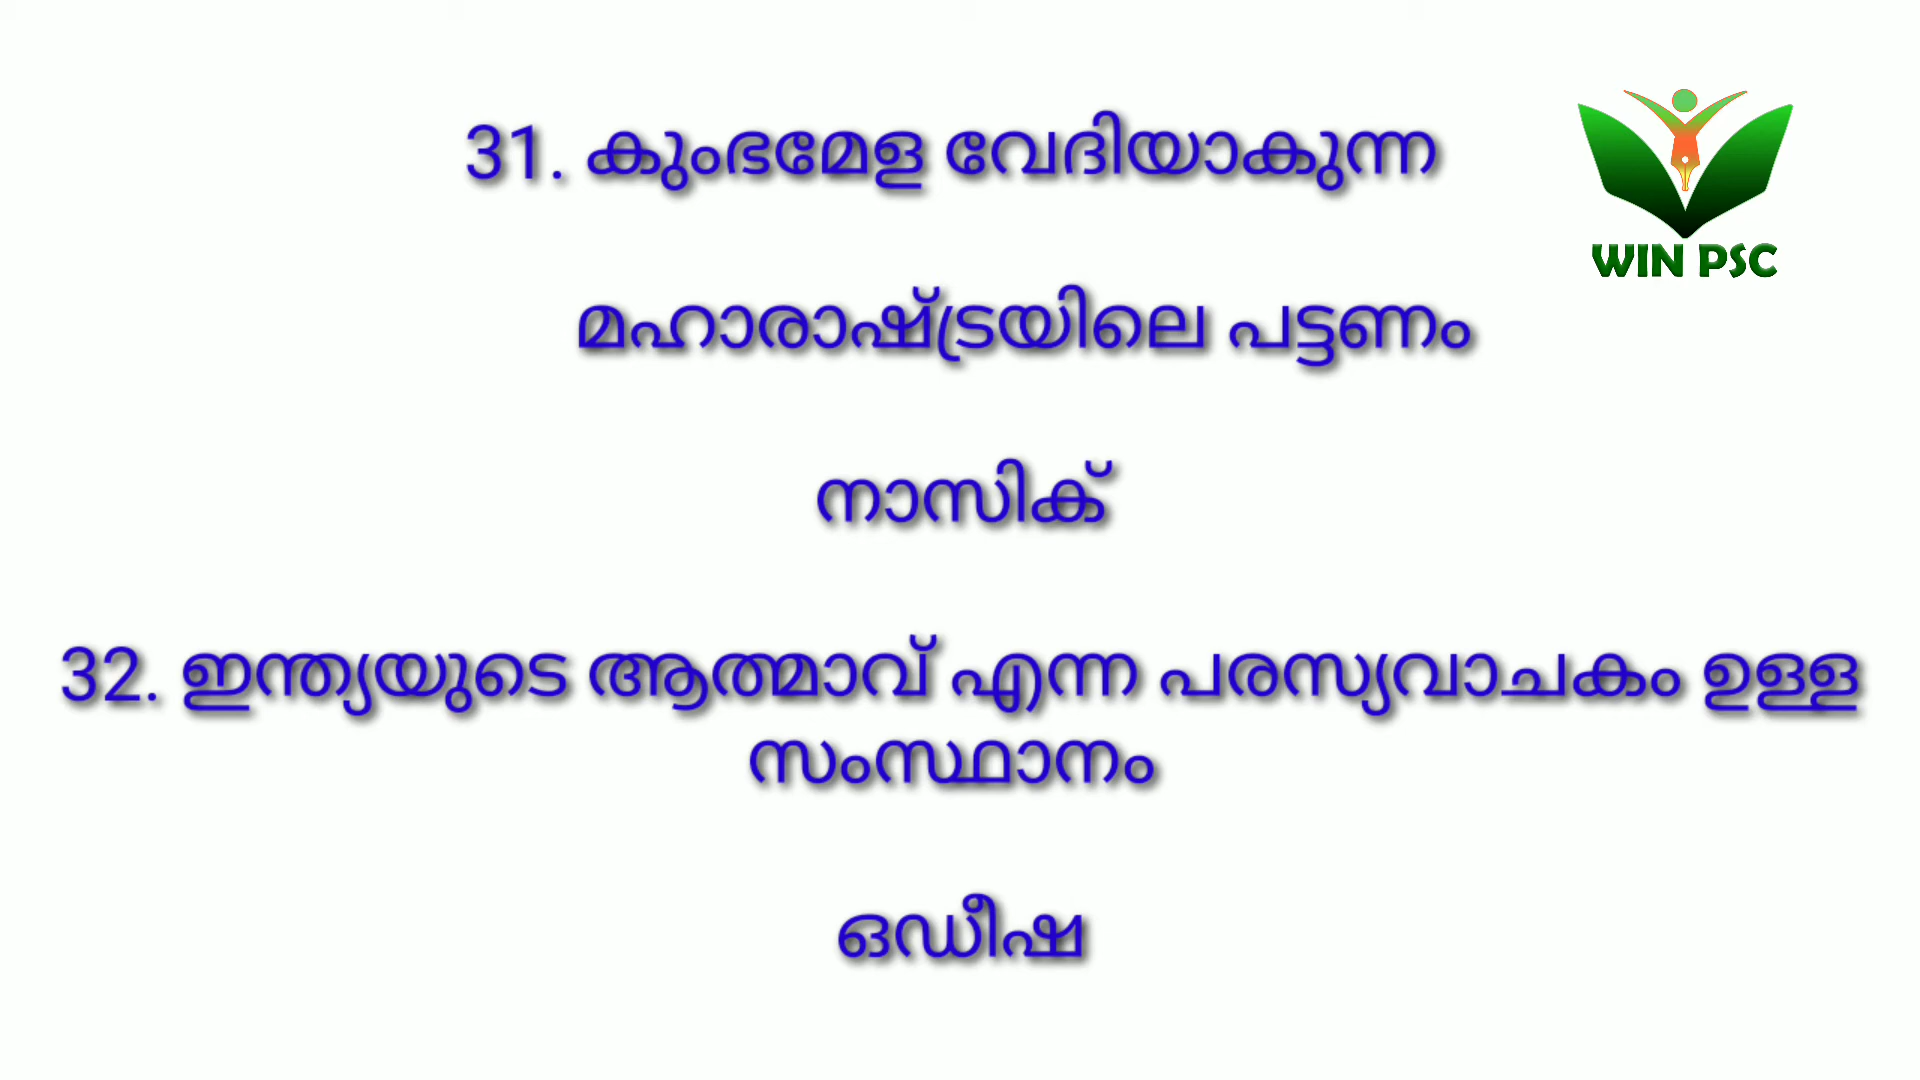 31. കുംഭമേള വേദിയാകുന്ന
മഹാരാഷ്ട്രയിലെ പട്ടണം
നാസിക്
32. ഇന്ത്യയുടെ ആത്മാവ് എന്ന പരസ്യവാചകം ഉള്ള
സംസ്ഥാനം
ഒഡീഷ
WIN PSC